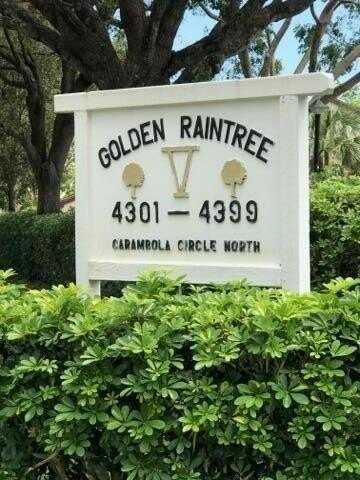 GOLDEN RAINTREE
V
4301 — 4399
CARAMBOLA CIRCLE NORTH